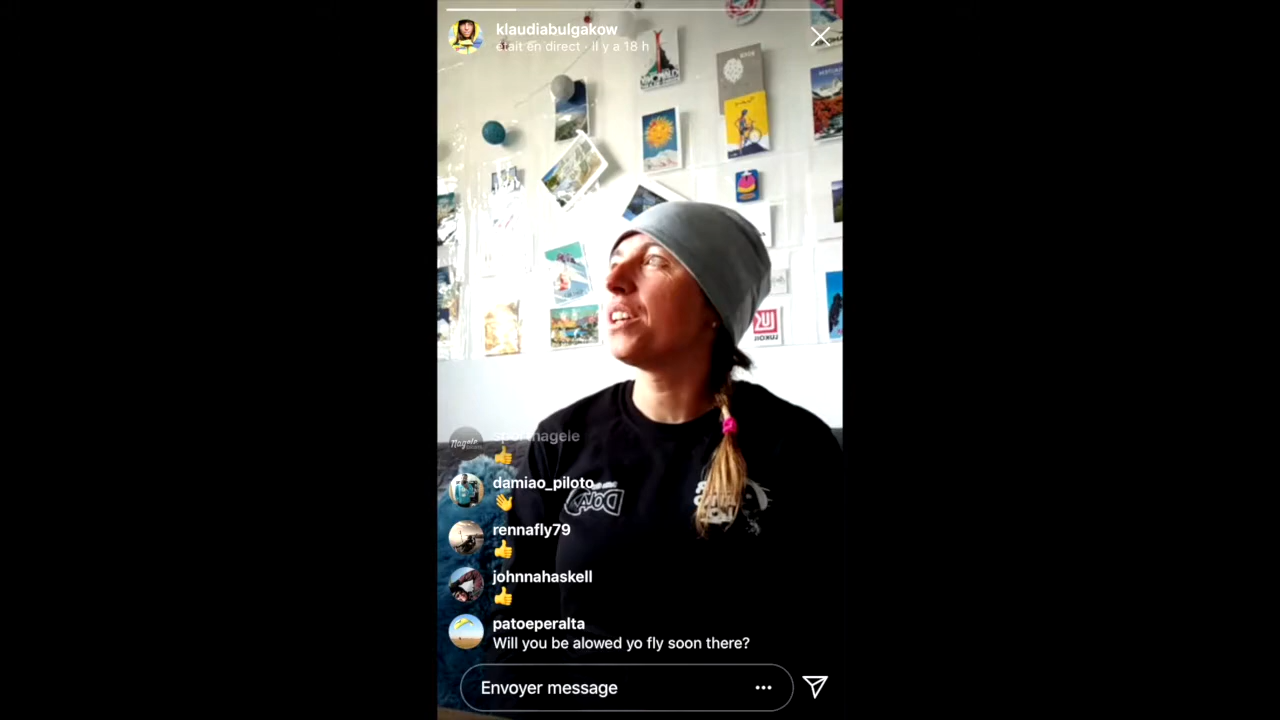 klaudiabulgakow
était en direct · il y a 18 h
sportnagele
damiao_piloto
rennafly79
johnnahaskell
patoeperalta
Will you be alowed yo fly soon there?
Envoyer message